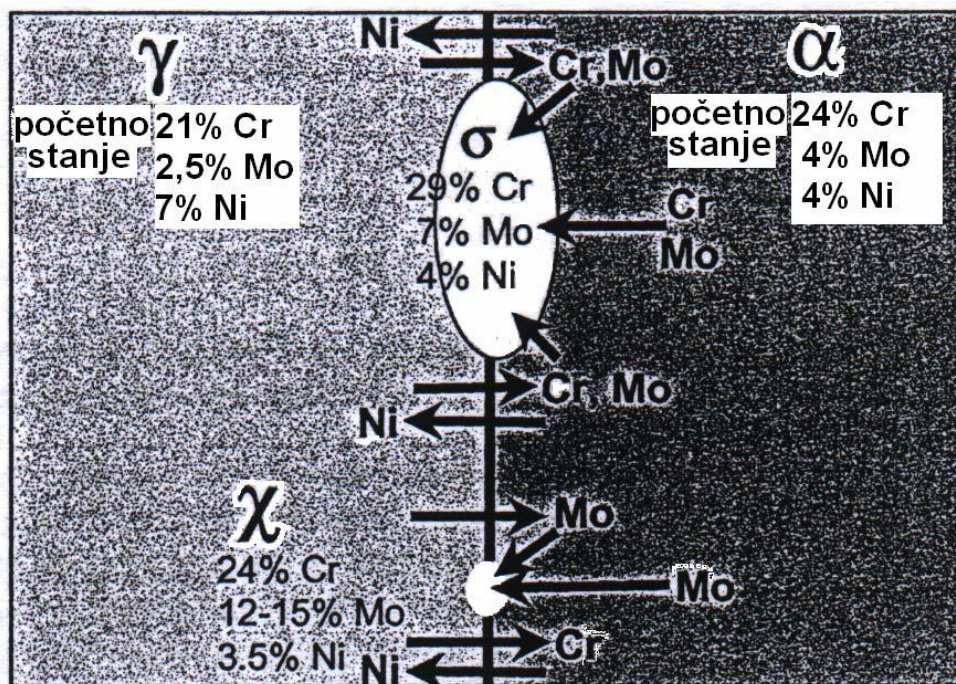 γ
početno stanje
21% Cr
2,5% Mo
7% Ni
Ni
Cr,Mo
σ
29% Cr
7% Mo
4% Ni
α
početno stanje
24% Cr
4% Mo
4% Ni
Cr
Mo
Cr, Mo
Ni
χ
24% Cr
12-15% Mo
3.5% Ni
Mo
Mo
Cr
Ni